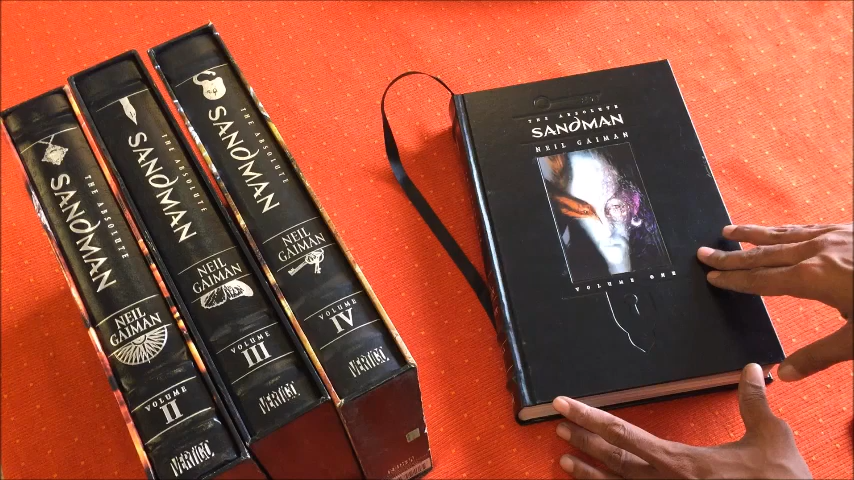 THE ABSOLUTE
SANDMAN
NEIL
GAIMAN
VOLUME
II
VERTIGO
THE ABSOLUTE
SANDMAN
NEIL
GAIMAN
VOLUME
III
VERTIGO
THE ABSOLUTE
SANDMAN
NEIL
GAIMAN
VOLUME
IV
VERTIGO
THE ABSOLUTE
SANDMAN
NEIL GAIMAN
VOLUME ONE